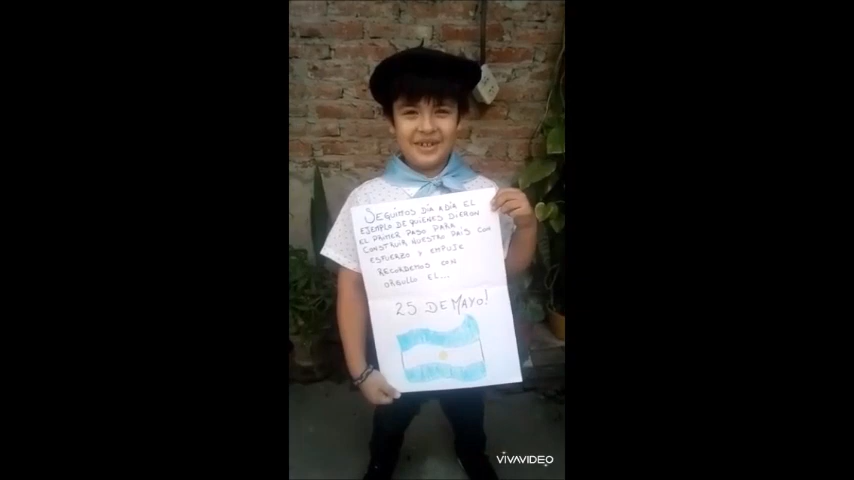 SEGUIMOS DÍA A DÍA EL
EJEMPLO DE QUIENES DIERON
EL PRIMER PASO PARA
CONSTRUIR NUESTRO PAÍS CON
ESFUERZO Y EMPUJE
RECORDEMOS CON
ORGULLO EL...
25 DE MAYO!
VIVAVIDEO